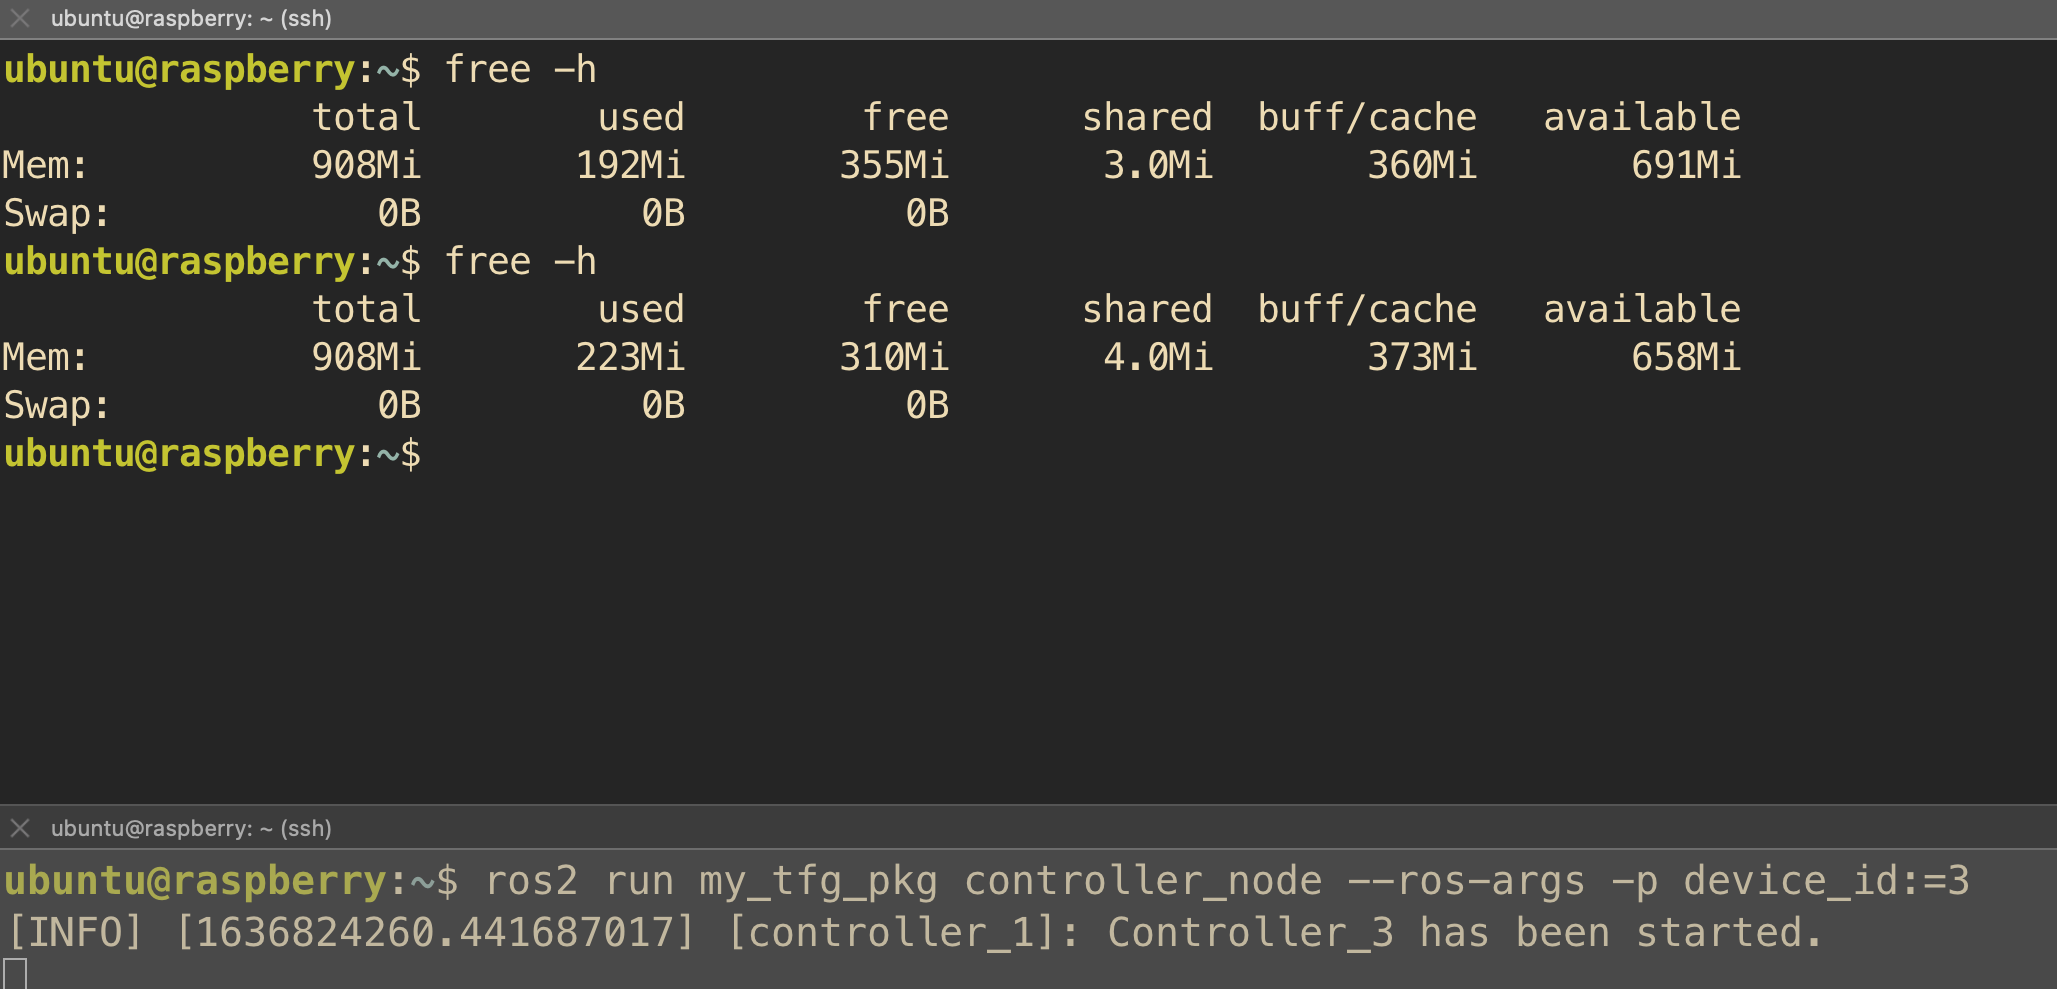 ubuntu@raspberry: ~ (ssh)
ubuntu@raspberry:~$ free -h
total used free shared buff/cache available
Mem: 908Mi 192Mi 355Mi 3.0Mi 360Mi 691Mi
Swap: 0B 0B 0B
ubuntu@raspberry:~$ free -h
total used free shared buff/cache available
Mem: 908Mi 223Mi 310Mi 4.0Mi 373Mi 658Mi
Swap: 0B 0B 0B
ubuntu@raspberry:~$
ubuntu@raspberry: ~ (ssh)
ubuntu@raspberry:~$ ros2 run my_tfg_pkg controller_node --ros-args -p device_id:=3
[INFO] [1636824260.441687017] [controller_1]: Controller_3 has been started.